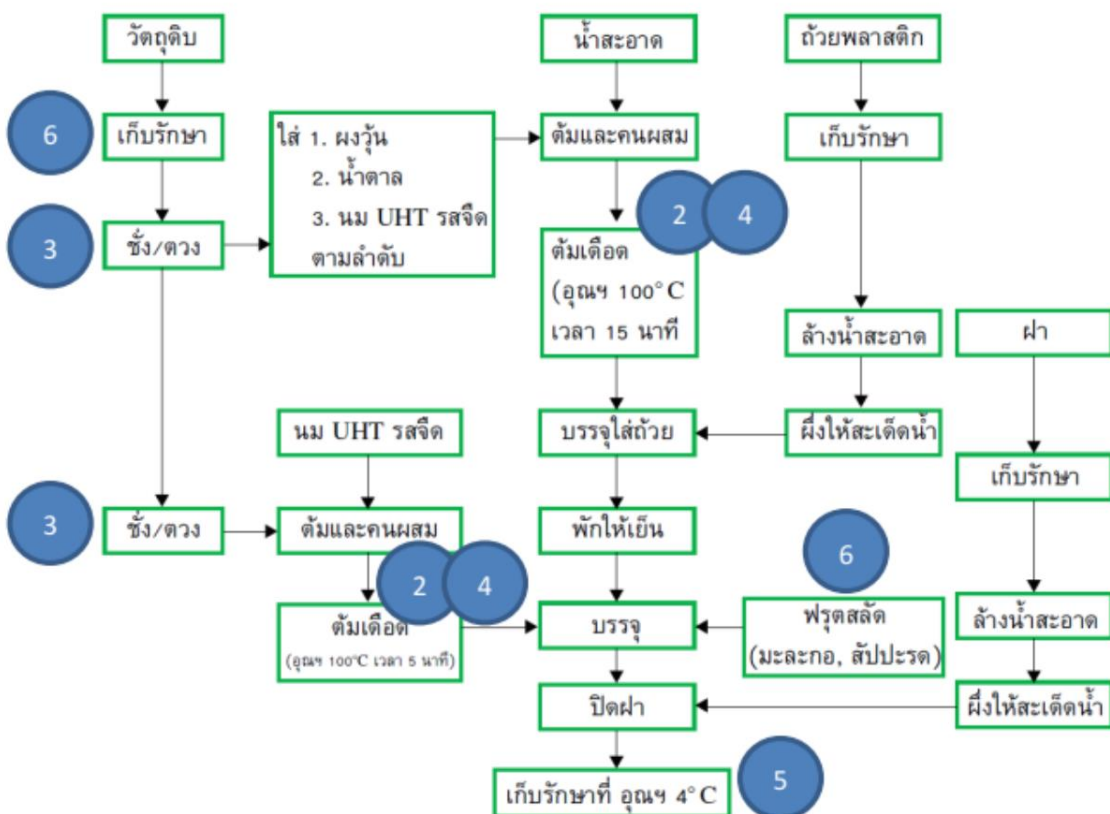 วัตถุดิบ
น้ำสะอาด
ถ้วยพลาสติก
6
เก็บรักษา
ใส่ 1. ผงวุ้น
2. น้ำตาล
3. นม UHT รสจืด
ตามลำดับ
ต้มและคนผสม
เก็บรักษา
3
ชั่ง/ตวง
2
4
ต้มเดือด
(อุณฯ 100°C
เวลา 15 นาที
ล้างน้ำสะอาด
ฝา
นม UHT รสจืด
บรรจุใส่ถ้วย
ผึ่งให้สะเด็ดน้ำ
เก็บรักษา
3
ชั่ง/ตวง
ต้มและคนผสม
พักให้เย็น
2
4
6
ต้มเดือด
(อุณฯ 100°C เวลา 5 นาที)
บรรจุ
ฟรุตสลัด
(มะละกอ, สัปปะรด)
ล้างน้ำสะอาด
ปิดฝา
ผึ่งให้สะเด็ดน้ำ
เก็บรักษาที่ อุณฯ 4°C
5